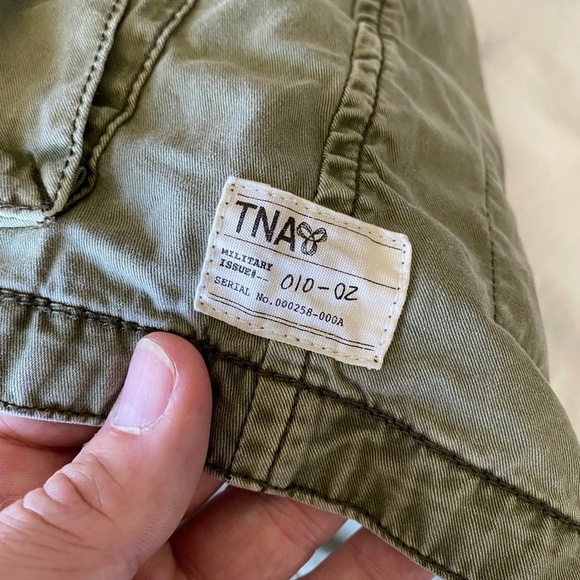 TNA
MILITARY
ISSUE#-- 010-02
SERIAL No.000258-000A